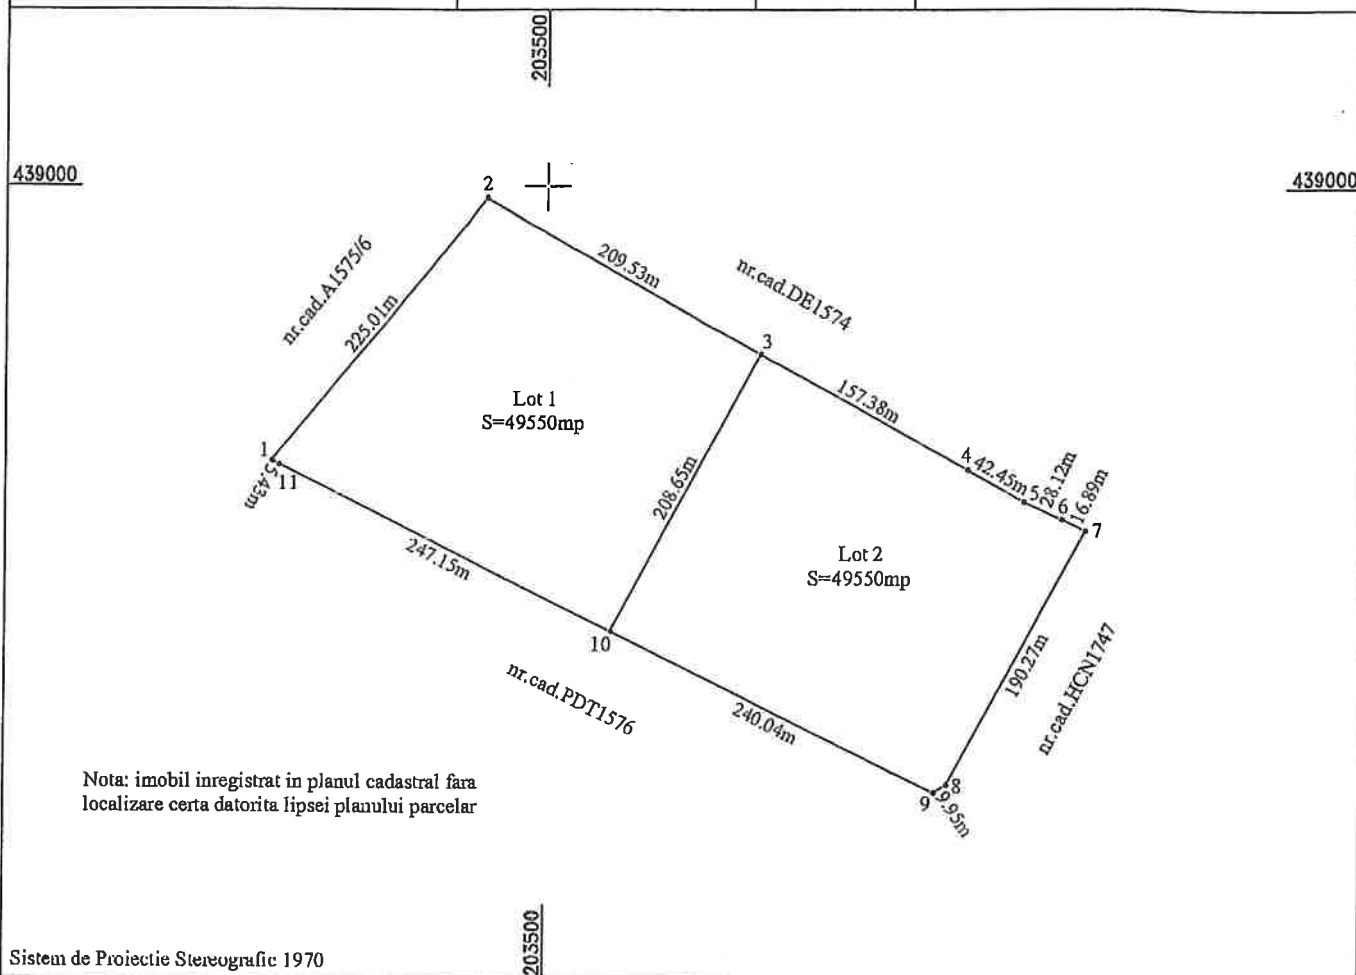 203500
439000
439000
2
209.53m
nr.cad.DE1574
nr.cad.A1575/6
225.01m
3
157.38m
Lot 1
S=49550mp
1
5.43m
11
4
42.45m
5
28.12m
6
16.89m
7
208.65m
247.15m
Lot 2
S=49550mp
10
nr.cad.PDT1576
190.27m
nr.cad.HCN1747
240.04m
8
9
9.95m
Nota: imobil inregistrat in planul cadastral fara
localizare certa datorita lipsei planului parcelar
203500
Sistem de Proiectie Stereografic 1970